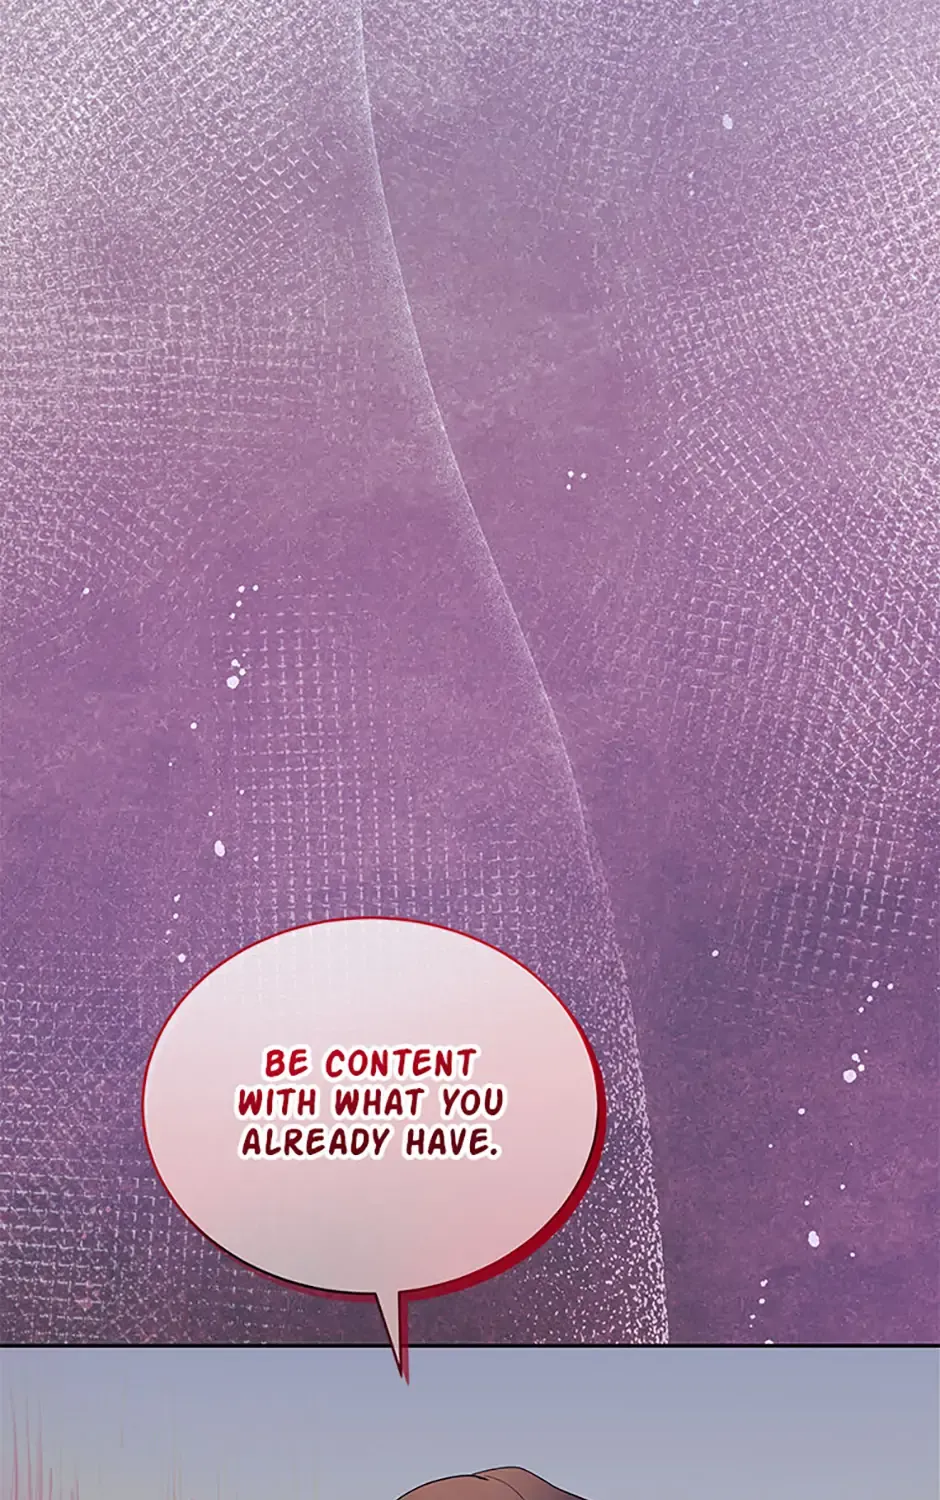 BE CONTENT
WITH WHAT YOU
ALREADY HAVE.